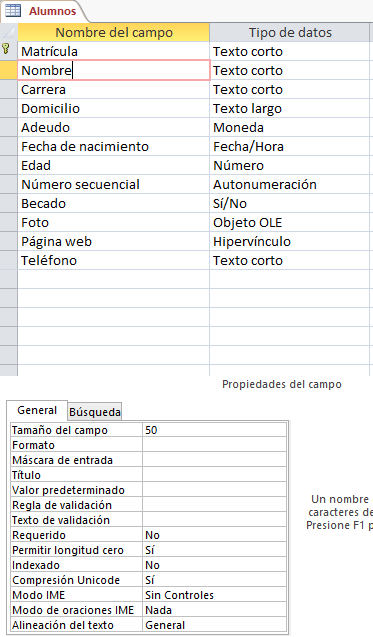 Alumnos
Nombre del campo Tipo de datos
Matrícula Texto corto
Nombre Texto corto
Carrera Texto corto
Domicilio Texto largo
Adeudo Moneda
Fecha de nacimiento Fecha/Hora
Edad Número
Número secuencial Autonumeración
Becado Sí/No
Foto Objeto OLE
Página web Hipervínculo
Teléfono Texto corto
Propiedades del campo
General Búsqueda
Tamaño del campo 50
Formato
Máscara de entrada
Título
Valor predeterminado
Regla de validación
Texto de validación
Requerido No
Permitir longitud cero Sí
Indexado No
Compresión Unicode Sí
Modo IME Sin Controles
Modo de oraciones IME Nada
Alineación del texto General
Un nombre
caracteres de
Presione F1 p